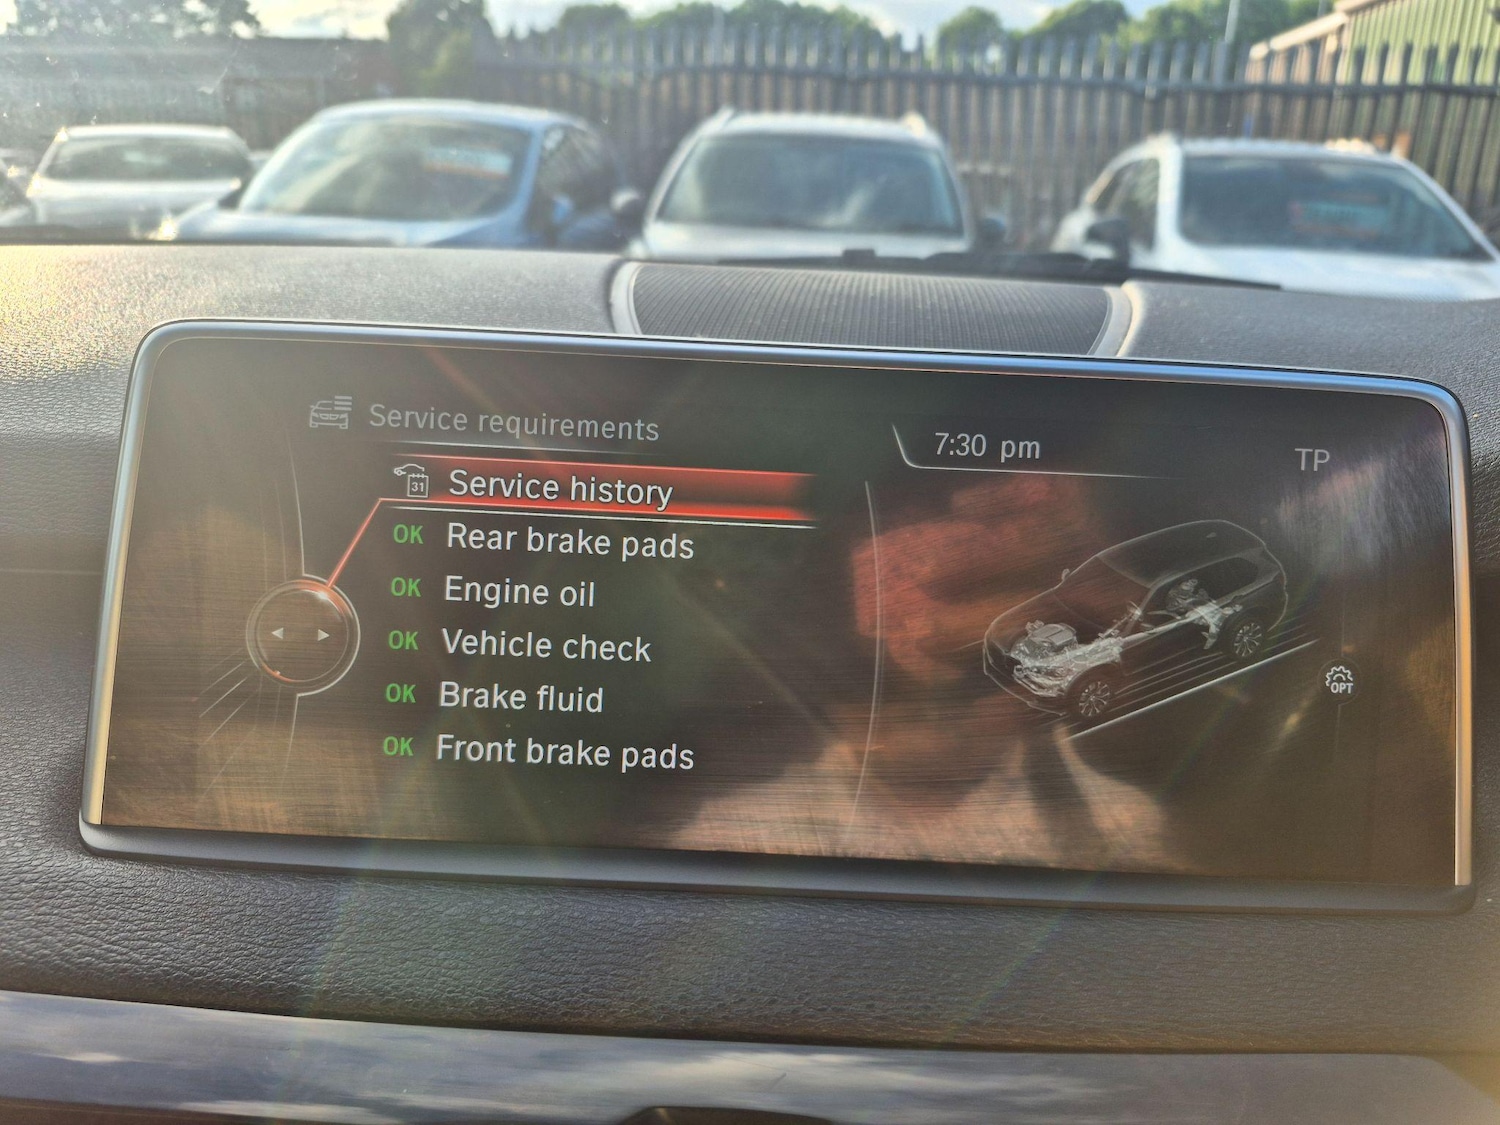 Service requirements
7:30 pm
TP
31
Service history
OK Rear brake pads
OK Engine oil
OK Vehicle check
OK Brake fluid
OK Front brake pads
OPT